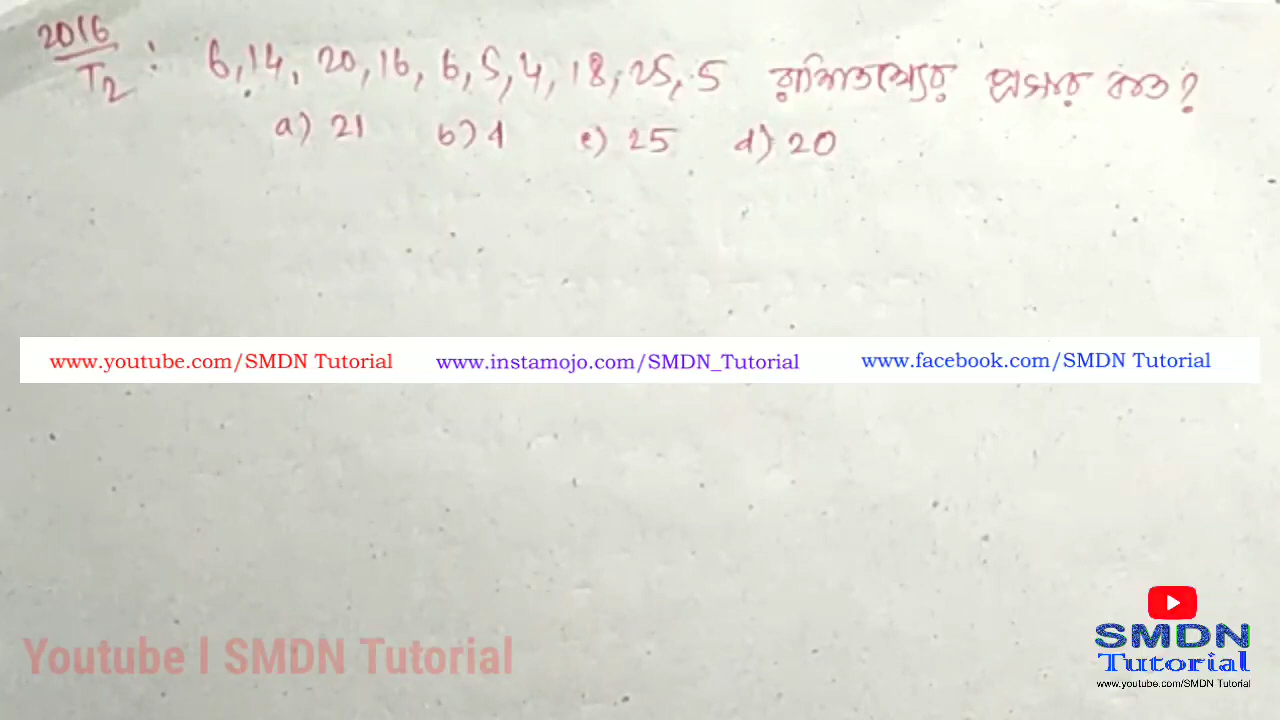 2016
T2 : 6, 14, 20, 16, 6, 5, 4, 18, 25, 5 রাশিতথ্যের প্রসার কত?
a) 21 b) 4 c) 25 d) 20
www.youtube.com/SMDN Tutorial www.instamojo.com/SMDN_Tutorial www.facebook.com/SMDN Tutorial
Youtube | SMDN Tutorial
SMDN
Tutorial
www.youtube.com/SMDN Tutorial